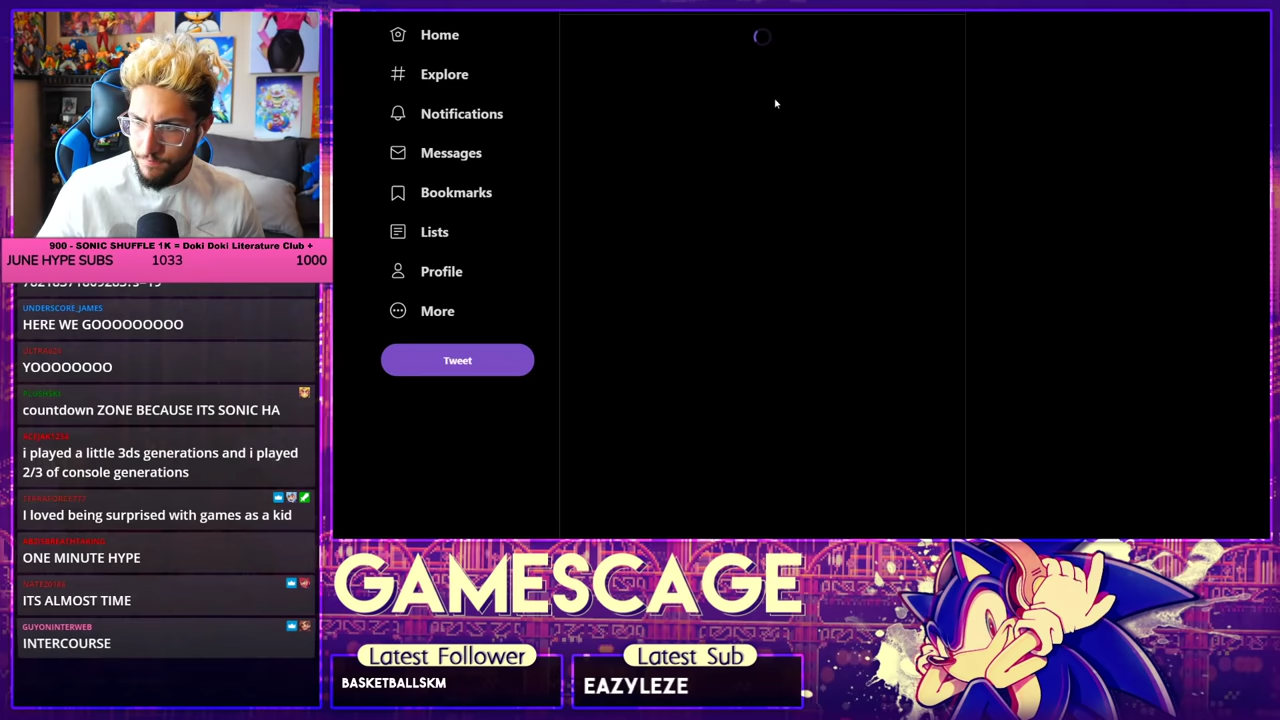 900 - SONIC SHUFFLE 1K = Doki Doki Literature Club +
JUNE HYPE SUBS 1033 1000
UNDERSCORE_JAMES
HERE WE GOOOOOOOOO
YOOOOOOOO
countdown ZONE BECAUSE ITS SONIC HA
i played a little 3ds generations and i played
2/3 of console generations
I loved being surprised with games as a kid
ONE MINUTE HYPE
ITS ALMOST TIME
GUYONINTERWEB
INTERCOURSE
Home
Explore
Notifications
Messages
Bookmarks
Lists
Profile
More
Tweet
GAMESCAGE
Latest Follower
BASKETBALLSKM
Latest Sub
EAZYLEZE